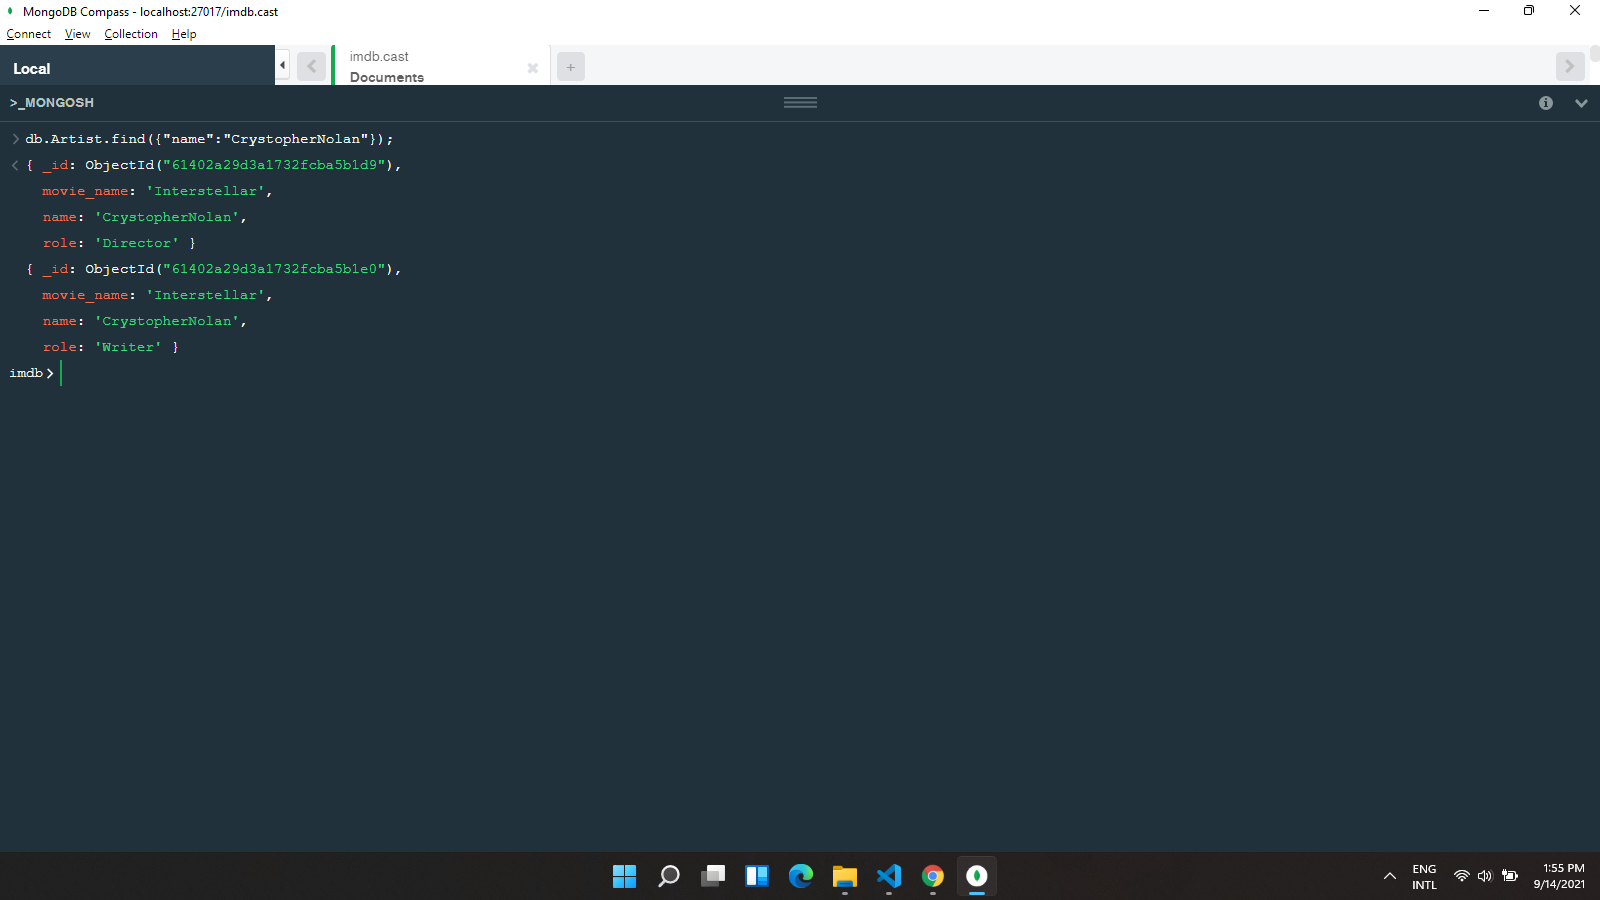 MongoDB Compass - localhost:27017/imdb.cast
Connect View Collection Help
Local
imdb.cast
Documents
+
>_MONGOSH
> db.Artist.find({"name":"CrystopherNolan"});
< { _id: ObjectId("61402a29d3a1732fcba5b1d9"),
movie_name: 'Interstellar',
name: 'CrystopherNolan',
role: 'Director' }
{ _id: ObjectId("61402a29d3a1732fcba5b1e0"),
movie_name: 'Interstellar',
name: 'CrystopherNolan',
role: 'Writer' }
imdb>
ENG
INTL
1:55 PM
9/14/2021